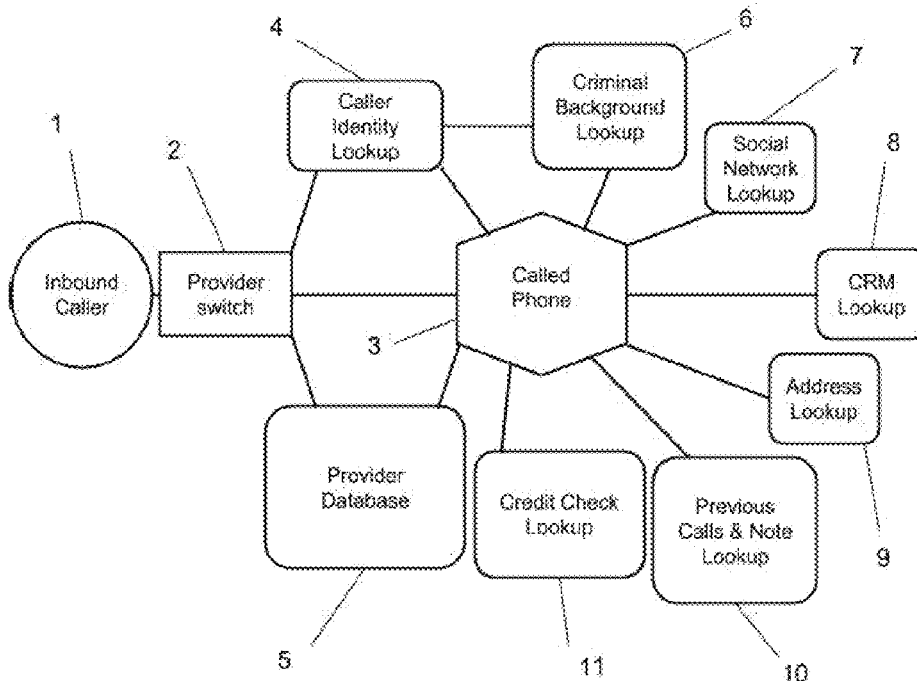 1
2
4
6
7
8
Inbound
Caller
Provider
switch
Caller
Identity
Lookup
Criminal
Background
Lookup
Social
Network
Lookup
CRM
Lookup
Called
Phone
3
Address
Lookup
9
Provider
Database
5
Credit Check
Lookup
11
Previous
Calls & Note
Lookup
10